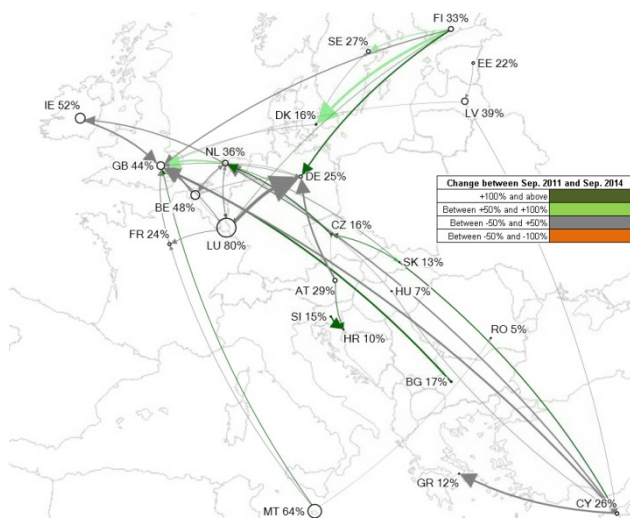 FI 33%
SE 27%
EE 22%
IE 52%
DK 16%
LV 39%
NL 36%
GB 44%
DE 25%
BE 48%
FR 24%
LU 80%
CZ 16%
SK 13%
AT 29%
HU 7%
SI 15%
HR 10%
RO 5%
BG 17%
GR 12%
CY 26%
MT 64%
Change between Sep. 2011 and Sep. 2014
+100% and above
Between +50% and +100%
Between -50% and +50%
Between -50% and -100%